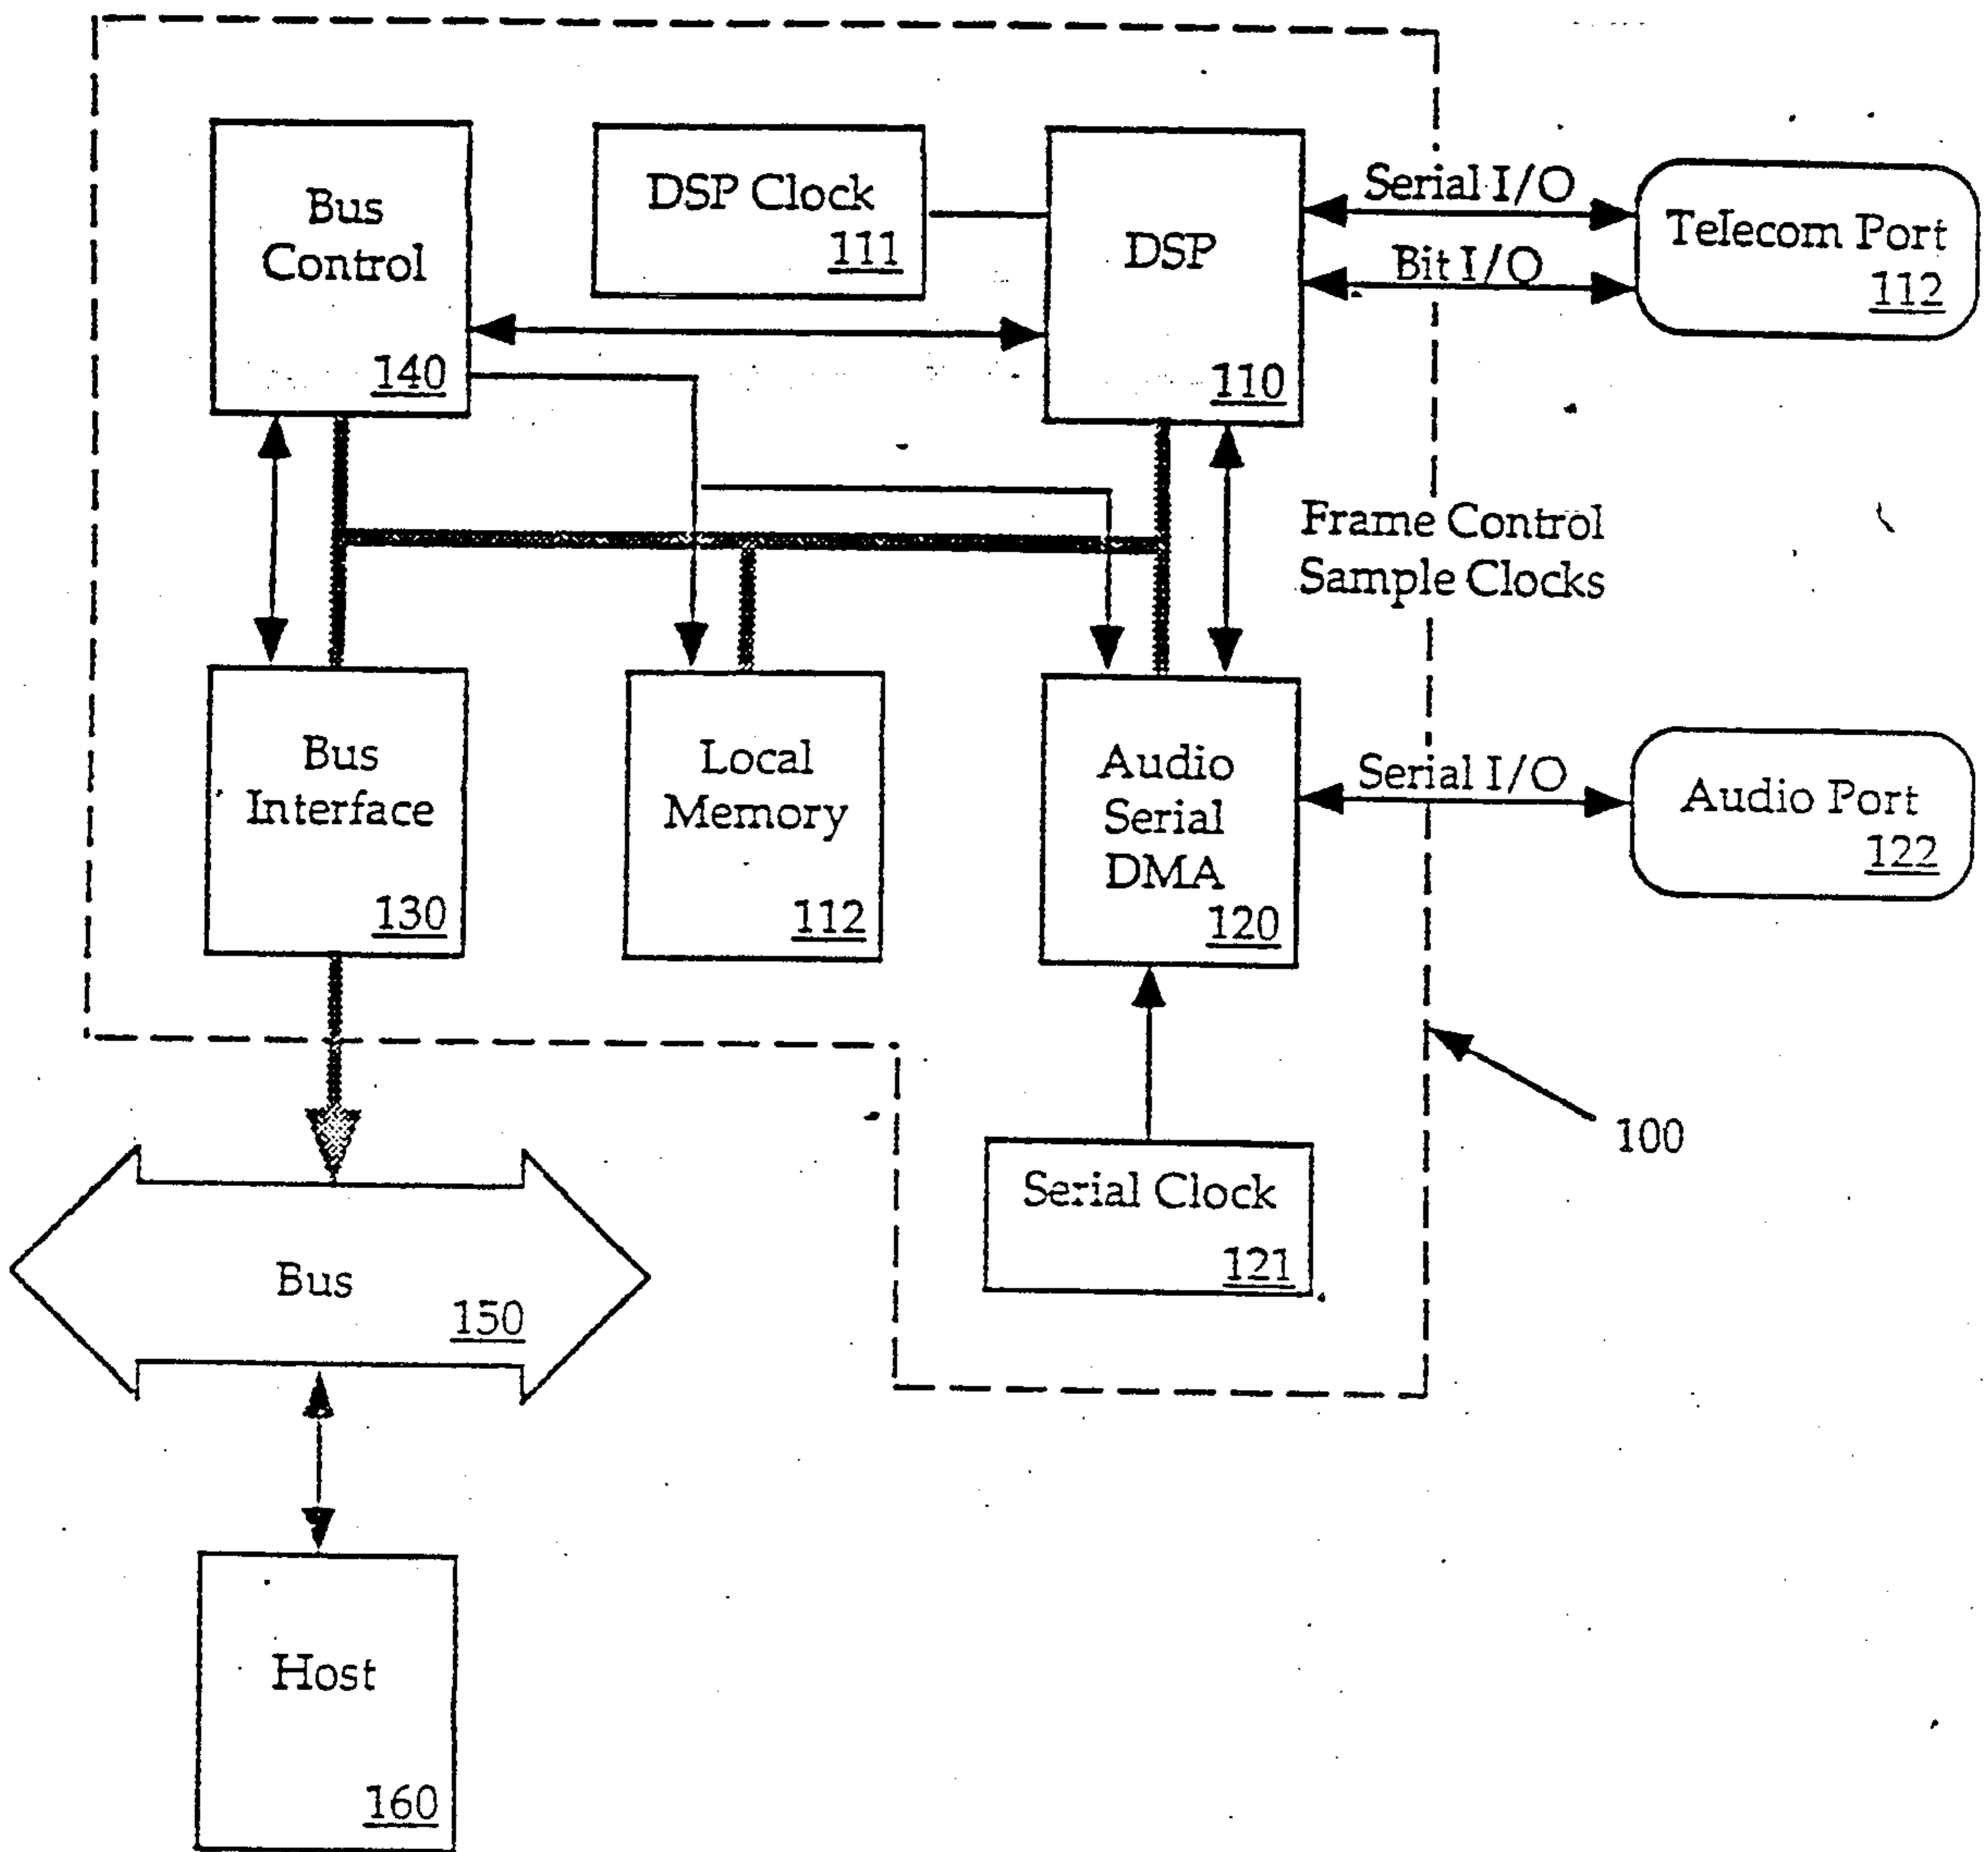 Bus
Control
140
DSP Clock
111
DSP
110
Serial I/O
Bit I/O
Telecom Port
112
Frame Control
Sample Clocks
Bus
Interface
130
Local
Memory
112
Audio
Serial
DMA
120
Serial I/O
Audio Port
122
100
Serial Clock
121
Bus
150
Host
160